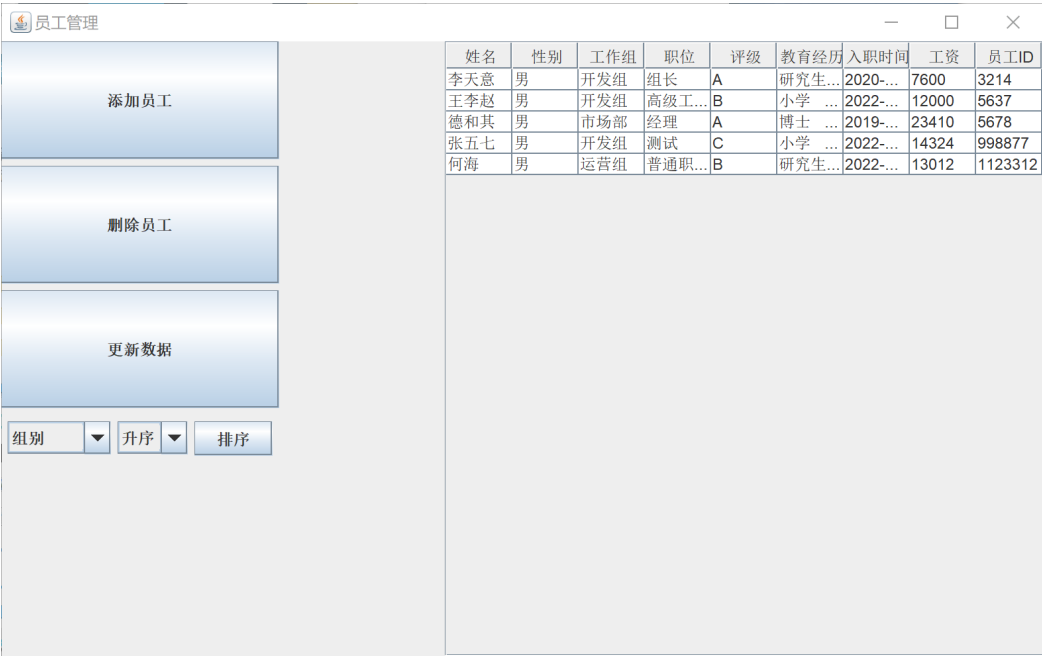 员工管理
添加员工
删除员工
更新数据
组别 升序 排序
姓名 性别 工作组 职位 评级 教育经历 入职时间 工资 员工ID
李天意 男 开发组 组长 A 研究生... 2020-... 7600 3214
王李赵 男 开发组 高级工... B 小学 ... 2022-... 12000 5637
德和其 男 市场部 经理 A 博士 ... 2019-... 23410 5678
张五七 男 开发组 测试 C 小学 ... 2022-... 14324 998877
何海 男 运营组 普通职... B 研究生... 2022-... 13012 1123312